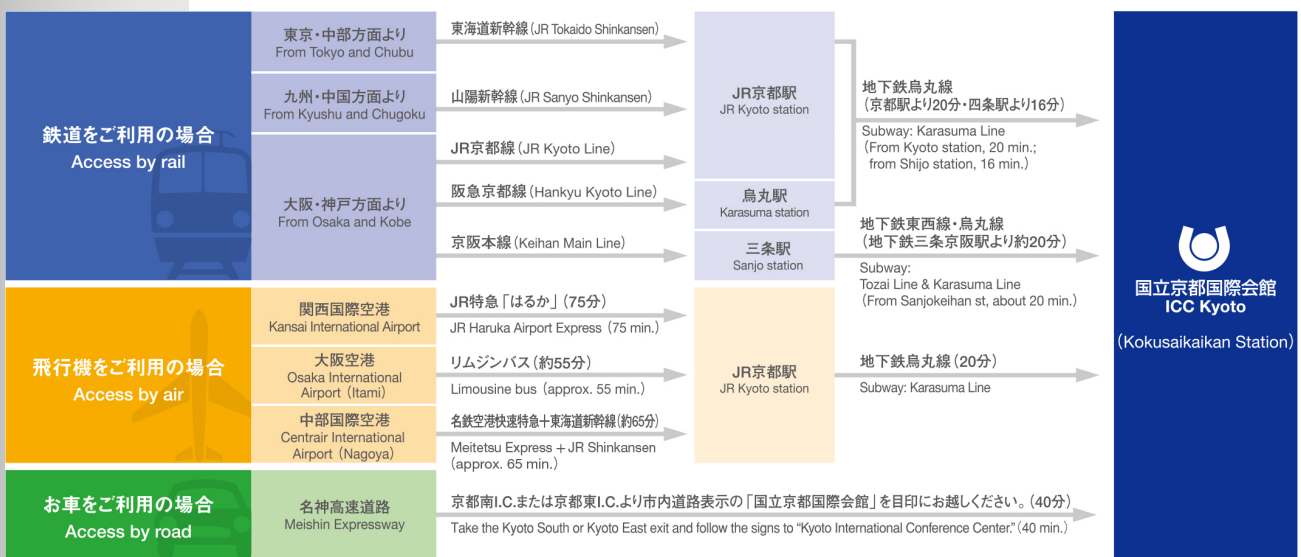 鉄道をご利用の場合
Access by rail
東京・中部方面より
From Tokyo and Chubu
東海道新幹線(JR Tokaido Shinkansen)
九州・中国方面より
From Kyushu and Chugoku
山陽新幹線(JR Sanyo Shinkansen)
大阪・神戸方面より
From Osaka and Kobe
JR京都線(JR Kyoto Line)
阪急京都線(Hankyu Kyoto Line)
京阪本線(Keihan Main Line)
JR京都駅
JR Kyoto station
烏丸駅
Karasuma station
三条駅
Sanjo station
地下鉄烏丸線
(京都駅より20分・四条駅より16分)
Subway: Karasuma Line
(From Kyoto station, 20 min.;
from Shijo station, 16 min.)
地下鉄東西線・烏丸線
(地下鉄三条京阪駅より約20分)
Subway:
Tozai Line & Karasuma Line
(From Sanjokeihan st, about 20 min.)
飛行機をご利用の場合
Access by air
関西国際空港
Kansai International Airport
JR特急「はるか」(75分)
JR Haruka Airport Express (75 min.)
大阪空港
Osaka International
Airport (Itami)
リムジンバス(約55分)
Limousine bus (approx. 55 min.)
中部国際空港
Centrair International
Airport (Nagoya)
名鉄空港快速特急+東海道新幹線(約65分)
Meitetsu Express + JR Shinkansen
(approx. 65 min.)
JR京都駅
JR Kyoto station
地下鉄烏丸線(20分)
Subway: Karasuma Line
お車をご利用の場合
Access by road
名神高速道路
Meishin Expressway
京都南I.C.または京都東I.C.より市内道路表示の「国立京都国際会館」を目印にお越しください。(40分)
Take the Kyoto South or Kyoto East exit and follow the signs to "Kyoto International Conference Center." (40 min.)
国立京都国際会館
ICC Kyoto
(Kokusaikaikan Station)